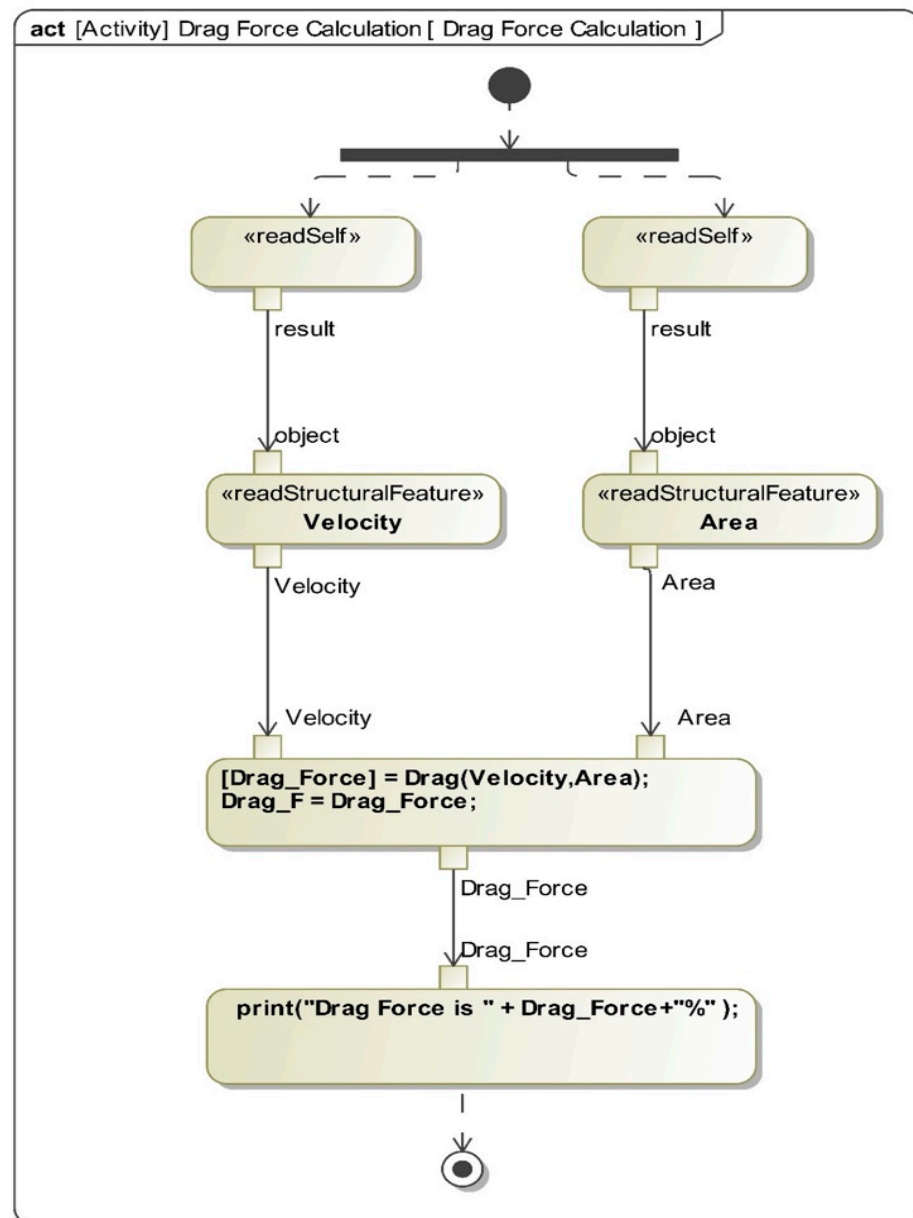 act [Activity] Drag Force Calculation [ Drag Force Calculation ]
«readSelf»
«readSelf»
result
result
object
object
«readStructuralFeature»
Velocity
«readStructuralFeature»
Area
Velocity
Area
Velocity
Area
[Drag_Force] = Drag(Velocity,Area);
Drag_F = Drag_Force;
Drag_Force
Drag_Force
print("Drag Force is " + Drag_Force+"%" );